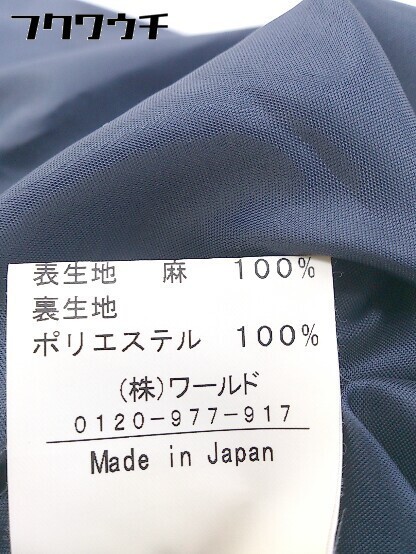 フクワウチ
表生地 麻 100%
裏生地
ポリエステル 100%
(株)ワールド
0120-977-917
Made in Japan